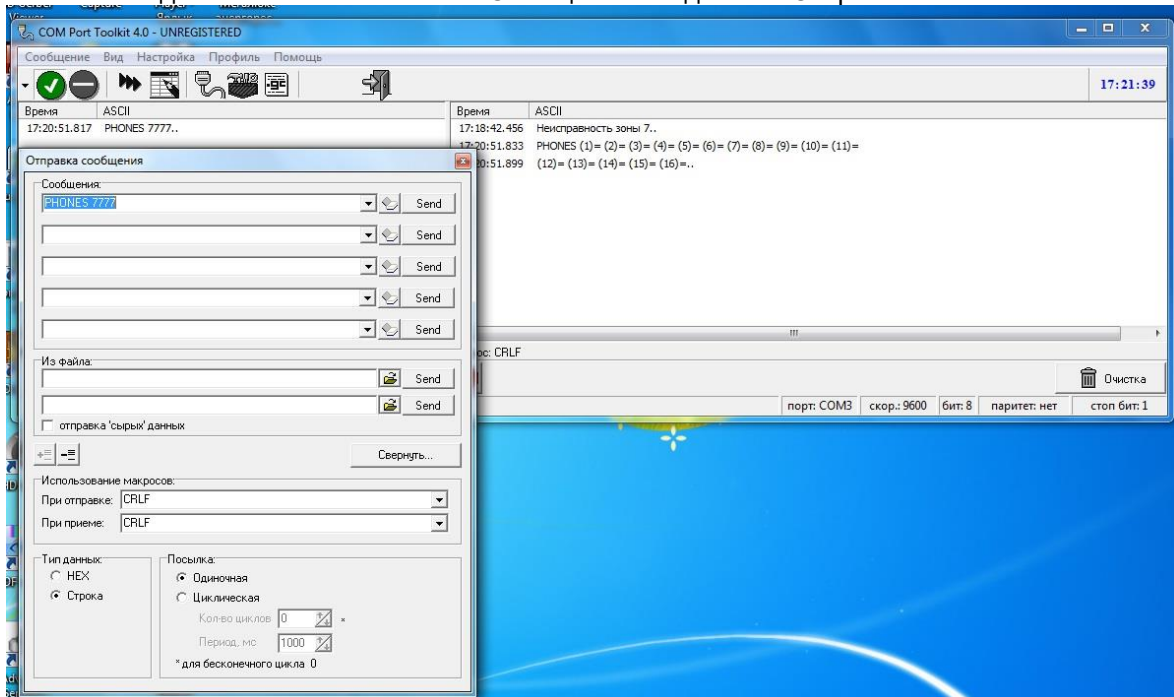 COM Port Toolkit 4.0 - UNREGISTERED
Сообщение Вид Настройка Профиль Помощь
17:21:39
Время ASCII
17:20:51.817 PHONES 7777..
Время ASCII
17:18:42.456 Неисправность зоны 7..
17:20:51.833 PHONES (1)= (2)= (3)= (4)= (5)= (6)= (7)= (8)= (9)= (10)= (11)=
20:51.899 (12)= (13)= (14)= (15)= (16)=..
Отправка сообщения
Сообщения:
PHONES 7777 Send
Send
Send
Send
Send
Из файла:
Send
Send
отправка 'сырых' данных
Свернуть...
Использование макросов:
При отправке: CRLF
При приеме: CRLF
Тип данных:
HEX
Строка
Посылка:
Одиночная
Циклическая
Кол-во циклов 0 *
Период, мс 1000
* для бесконечного цикла 0
ос: CRLF
Очистка
порт: COM3 скор.: 9600 бит: 8 паритет: нет стоп бит: 1